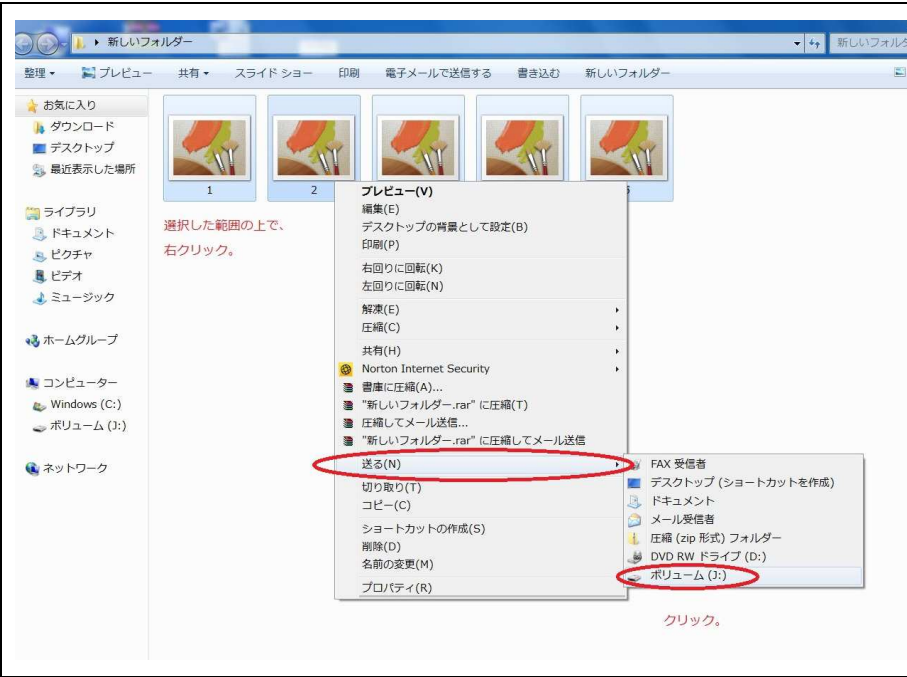 新しいフォルダー
新しいフォルダ
整理
プレビュー
共有
スライド ショー
印刷
電子メールで送信する
書き込む
新しいフォルダー
お気に入り
ダウンロード
デスクトップ
最近表示した場所
ライブラリ
ドキュメント
ピクチャ
ビデオ
ミュージック
ホームグループ
コンピューター
Windows (C:)
ボリューム (J:)
ネットワーク
1
2
選択した範囲の上で、
右クリック。
プレビュー(V)
編集(E)
デスクトップの背景として設定(B)
印刷(P)
右回りに回転(K)
左回りに回転(N)
解凍(E)
圧縮(C)
共有(H)
Norton Internet Security
書庫に圧縮(A)...
"新しいフォルダー.rar" に圧縮(T)
圧縮してメール送信...
"新しいフォルダー.rar" に圧縮してメール送信
送る(N)
切り取り(T)
コピー(C)
ショートカットの作成(S)
削除(D)
名前の変更(M)
プロパティ(R)
FAX 受信者
デスクトップ (ショートカットを作成)
ドキュメント
メール受信者
圧縮 (zip 形式) フォルダー
DVD RW ドライブ (D:)
ボリューム (J:)
クリック。